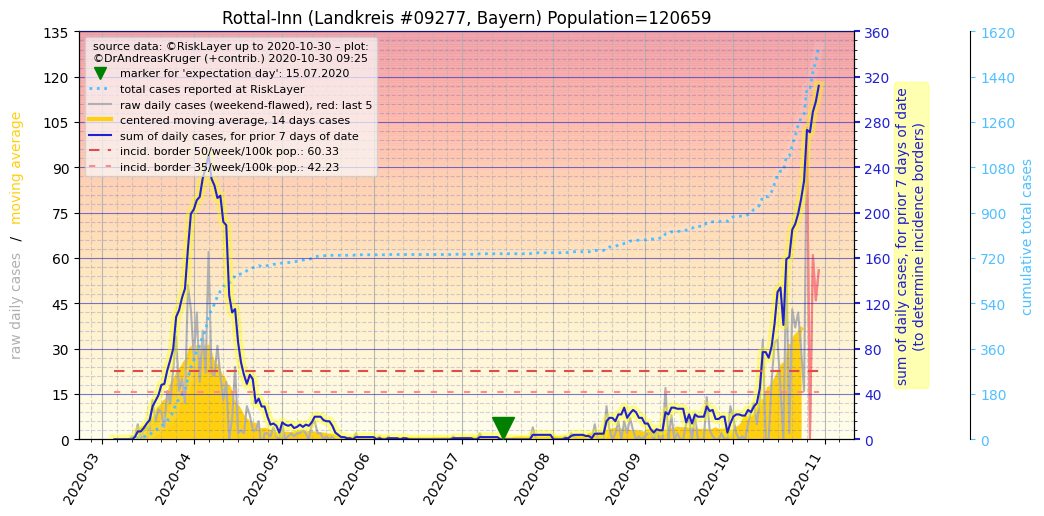 Rottal-Inn (Landkreis #09277, Bayern) Population=120659
source data: ©RiskLayer up to 2020-10-30 – plot:
©DrAndreasKruger (+contrib.) 2020-10-30 09:25
marker for 'expectation day': 15.07.2020
total cases reported at RiskLayer
raw daily cases (weekend-flawed), red: last 5
centered moving average, 14 days cases
sum of daily cases, for prior 7 days of date
incid. border 50/week/100k pop.: 60.33
incid. border 35/week/100k pop.: 42.23
raw daily cases / moving average
135
120
105
90
75
60
45
30
15
0
2020-03
2020-04
2020-05
2020-06
2020-07
2020-08
2020-09
2020-10
2020-11
360
320
280
240
200
160
120
80
40
0
sum of daily cases, for prior 7 days of date
(to determine incidence borders)
1620
1440
1260
1080
900
720
540
360
180
0
cumulative total cases